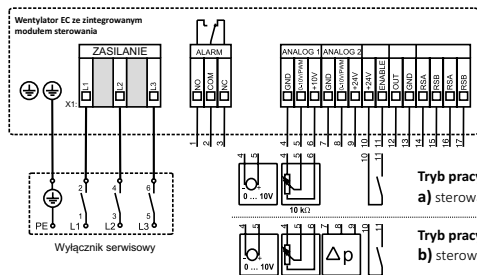 Wentylator EC ze zintegrowanym
modułem sterowania
ZASILANIE
ALARM
ANALOG 1
ANALOG 2
X1:
L1
L2
L3
NO
COM
NC
GND
0-10V/PWM
+10V
GND
0-10V/PWM
+24V
+24V
ENABLE
OUT
GND
RSA
RSB
RSA
RSB
1
2
3
4
5
6
7
8
9
10
11
12
13
14
15
16
17
2
4
6
1
3
5
PE
L1
L2
L3
Wyłącznik serwisowy
4
5
0 ... 10V
4
5
6
10 kΩ
10
11
Tryb pracy
a) sterow
4
5
0 ... 10V
4
5
6
7
8
9
Δp
10
11
Tryb pracy
b) sterow